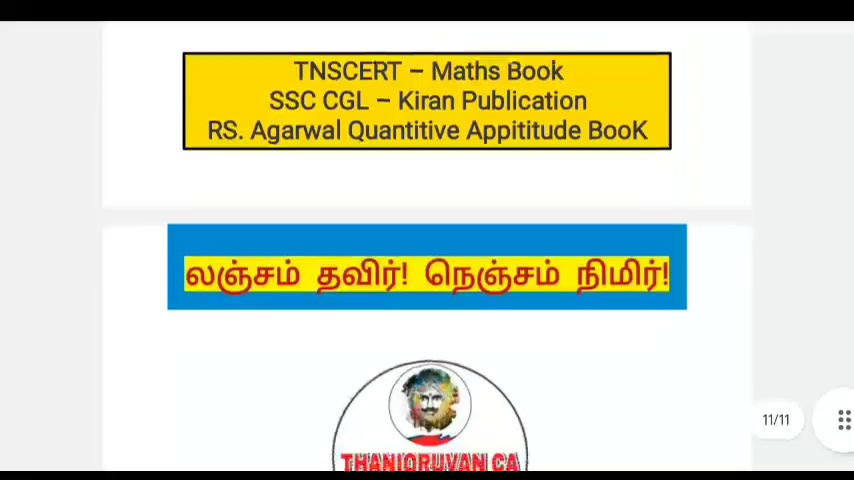 TNSCERT – Maths Book
SSC CGL – Kiran Publication
RS. Agarwal Quantitive Appititude BooK
லஞ்சம் தவிர்! நெஞ்சம் நிமிர்!
THANIORUVAN CA
11/11